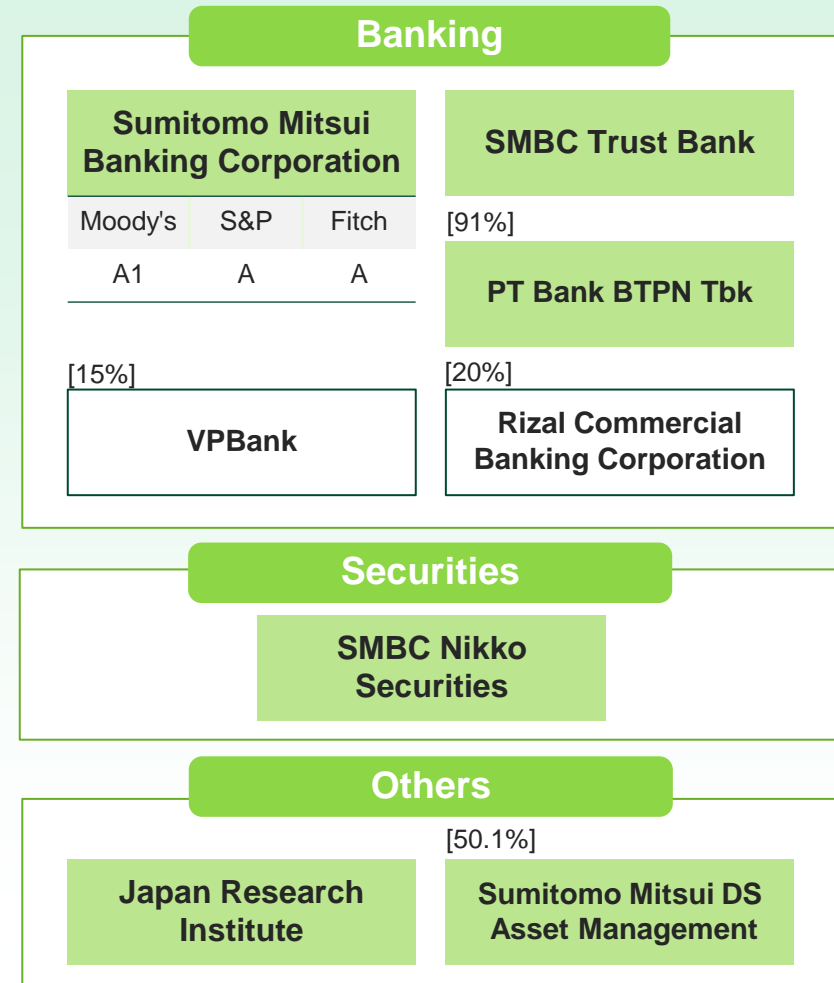 Banking
Sumitomo Mitsui
Banking Corporation
Moody's S&P Fitch
A1 A A
SMBC Trust Bank
[91%]
PT Bank BTPN Tbk
[15%]
VPBank
[20%]
Rizal Commercial
Banking Corporation
Securities
SMBC Nikko
Securities
Others
Japan Research
Institute
[50.1%]
Sumitomo Mitsui DS
Asset Management